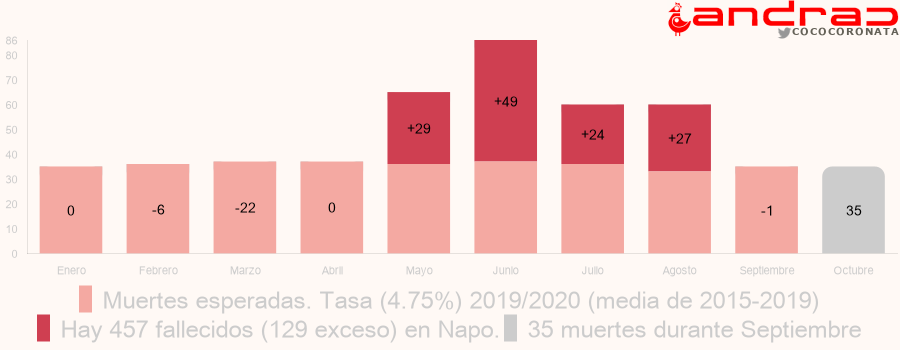 andrac
COCOCORONATA
86
80
70
60
50
40
30
20
10
0
0 -6 -22 0 +29 +49 +24 +27 -1 35
Enero Febrero Marzo Abril Mayo Junio Julio Agosto Septiembre Octubre
Muertes esperadas. Tasa (4.75%) 2019/2020 (media de 2015-2019)
Hay 457 fallecidos (129 exceso) en Napo. 35 muertes durante Septiembre